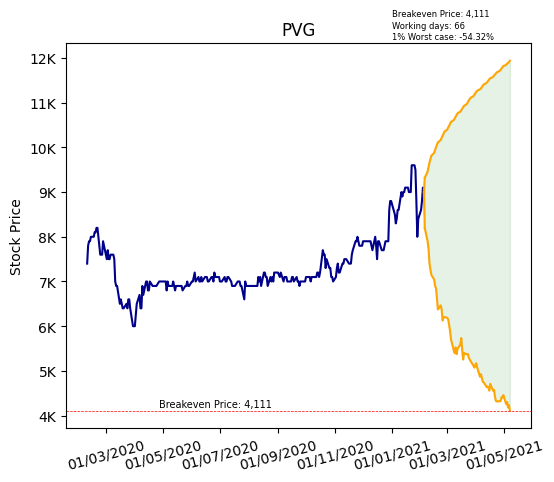 Breakeven Price: 4,111
Working days: 66
1% Worst case: -54.32%
PVG
Stock Price
12K
11K
10K
9K
8K
7K
6K
5K
4K
Breakeven Price: 4,111
01/03/2020
01/05/2020
01/07/2020
01/09/2020
01/11/2020
01/01/2021
01/03/2021
01/05/2021